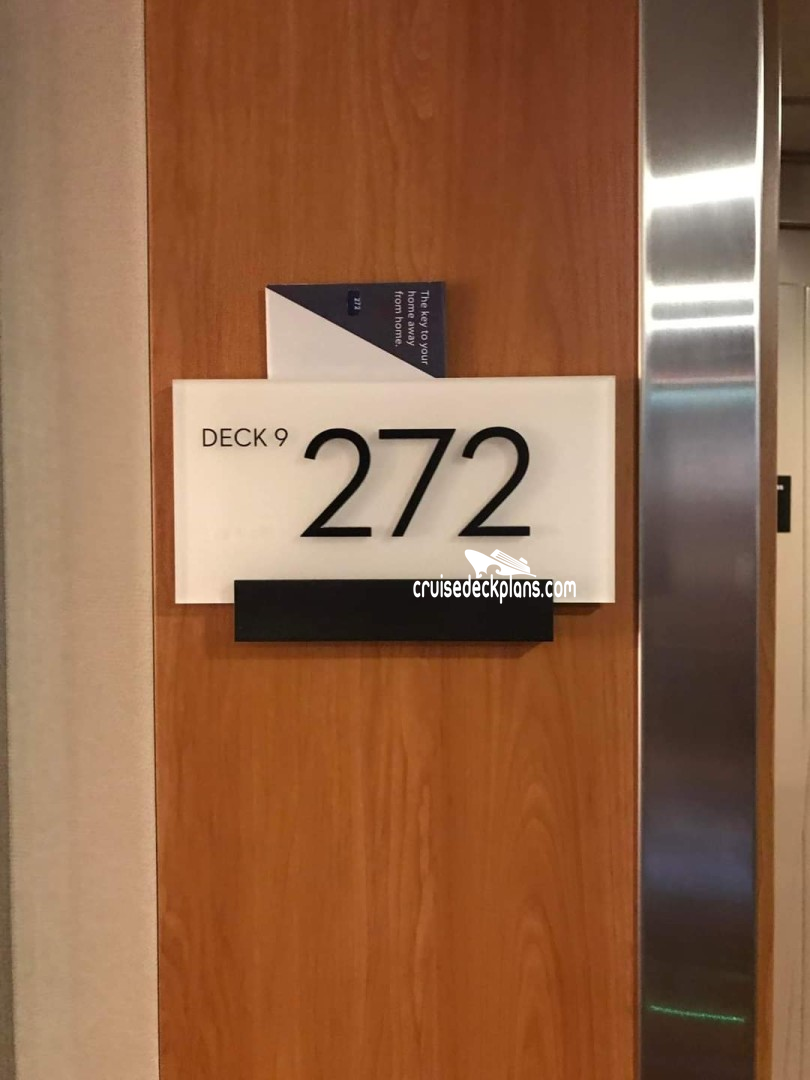 The key to your
home away
from home.
272
DECK 9
272
cruisedeckplans.com